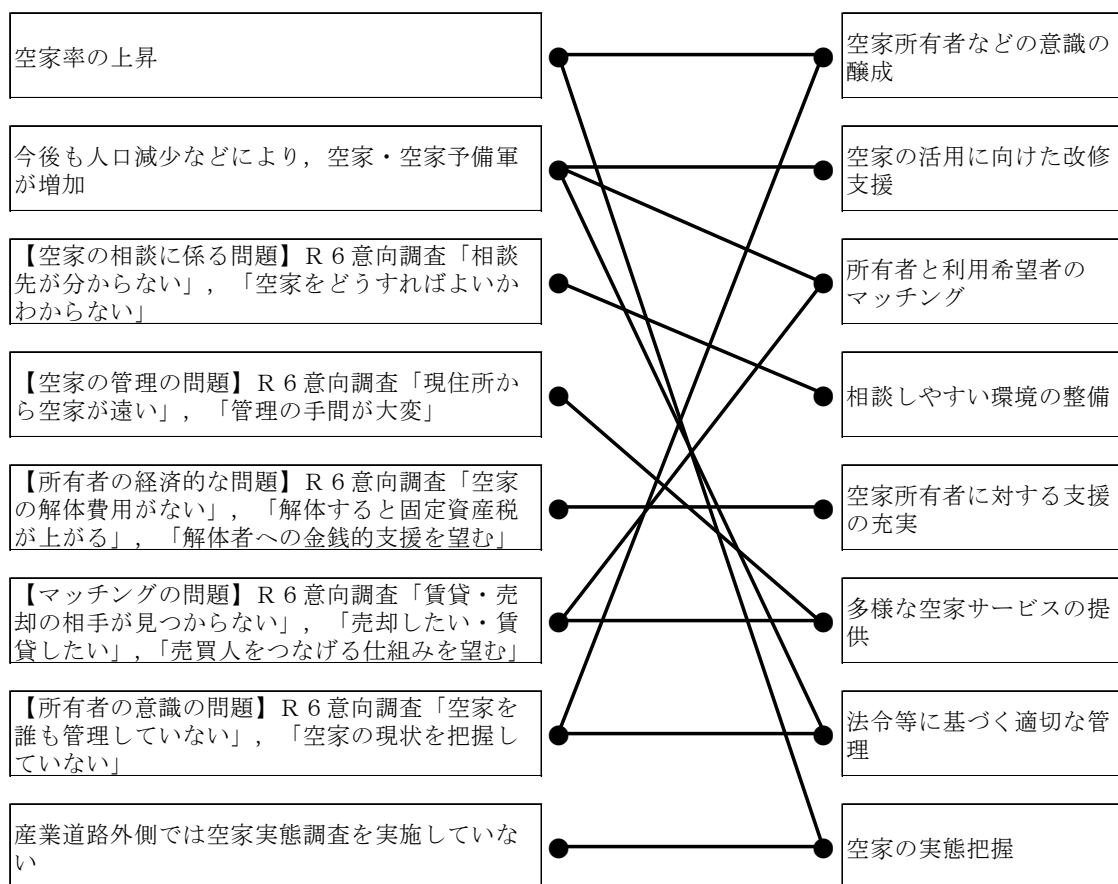 空家率の上昇
今後も人口減少などにより，空家・空家予備軍
が増加
【空家の相談に係る問題】Ｒ６意向調査「相談
先が分からない」，「空家をどうすればよいか
わからない」
【空家の管理の問題】Ｒ６意向調査「現住所か
ら空家が遠い」，「管理の手間が大変」
【所有者の経済的な問題】Ｒ６意向調査「空家
の解体費用がない」，「解体すると固定資産税
が上がる」，「解体者への金銭的支援を望む」
【マッチングの問題】Ｒ６意向調査「賃貸・売
却の相手が見つからない」，「売却したい・賃
貸したい」，「売買人をつなげる仕組みを望む」
【所有者の意識の問題】Ｒ６意向調査「空家を
誰も管理していない」，「空家の現状を把握し
ていない」
産業道路外側では空家実態調査を実施していな
い
空家所有者などの意識の
醸成
空家の活用に向けた改修
支援
所有者と利用希望者の
マッチング
相談しやすい環境の整備
空家所有者に対する支援
の充実
多様な空家サービスの提
供
法令等に基づく適切な管
理
空家の実態把握